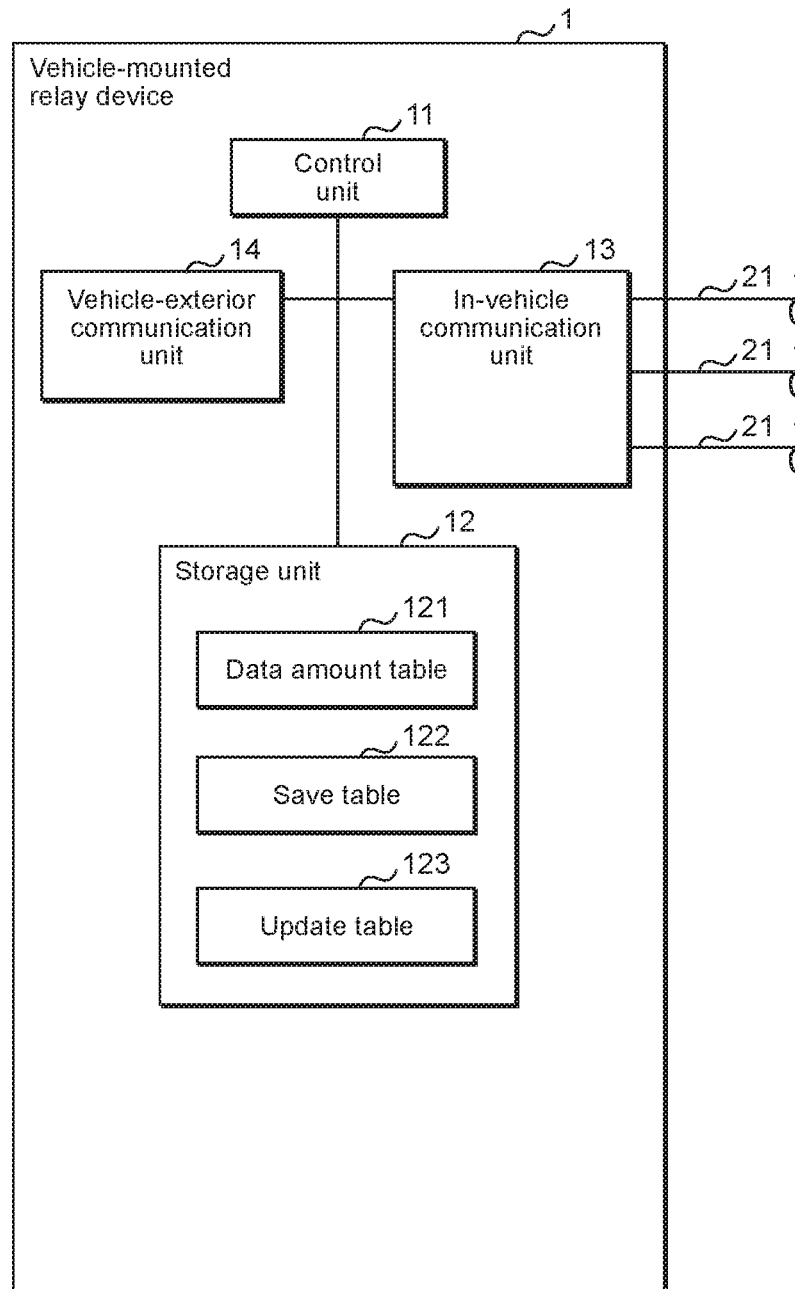 1
Vehicle-mounted
relay device
11
Control
unit
14
Vehicle-exterior
communication
unit
13
In-vehicle
communication
unit
21
21
21
12
Storage unit
121
Data amount table
122
Save table
123
Update table